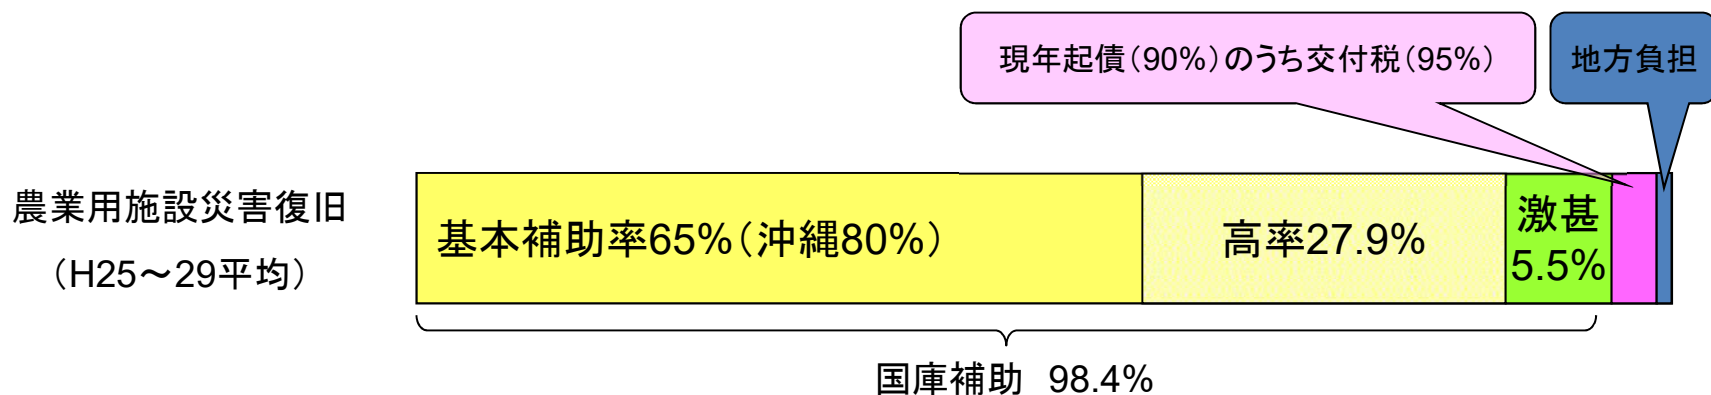 現年起債(90%)のうち交付税(95%)
地方負担
農業用施設災害復旧
(H25～29平均)
基本補助率65%(沖縄80%)
高率27.9%
激甚
5.5%
国庫補助　98.4%